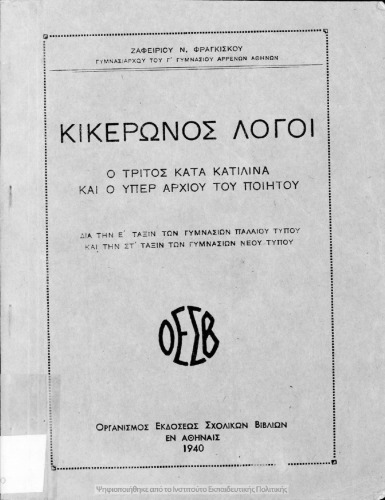 ΖΑΦΕΙΡΙΟΥ Ν. ΦΡΑΓΚΙΣΚΟΥ
ΓΥΜΝΑΣΙΑΡΧΟΥ ΤΟΥ Γ΄ ΓΥΜΝΑΣΙΟΥ ΑΡΡΕΝΩΝ ΑΘΗΝΩΝ
ΚΙΚΕΡΩΝΟΣ ΛΟΓΟΙ
Ο ΤΡΙΤΟΣ ΚΑΤΑ ΚΑΤΙΛΙΝΑ
ΚΑΙ Ο ΥΠΕΡ ΑΡΧΙΟΥ ΤΟΥ ΠΟΙΗΤΟΥ
ΔΙΑ ΤΗΝ Ε΄ ΤΑΞΙΝ ΤΩΝ ΓΥΜΝΑΣΙΩΝ ΠΑΛΑΙΟΥ ΤΥΠΟΥ
ΚΑΙ ΤΗΝ ΣΤ΄ ΤΑΞΙΝ ΤΩΝ ΓΥΜΝΑΣΙΩΝ ΝΕΟΥ ΤΥΠΟΥ
ΟΕΣΒ
ΟΡΓΑΝΙΣΜΟΣ ΕΚΔΟΣΕΩΣ ΣΧΟΛΙΚΩΝ ΒΙΒΛΙΩΝ
ΕΝ ΑΘΗΝΑΙΣ
1940
Ψηφιοποιήθηκε από το Ινστιτούτο Εκπαιδευτικής Πολιτικής